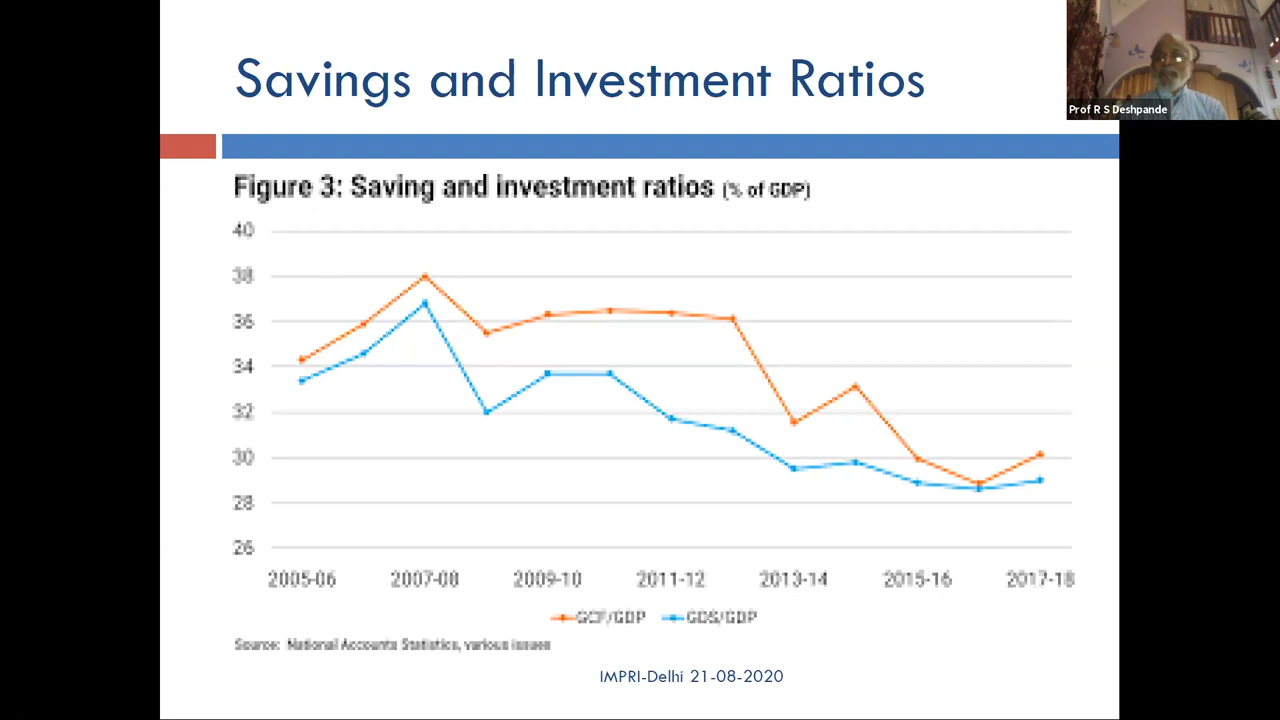 Savings and Investment Ratios
Prof R S Deshpande
Figure 3: Saving and investment ratios (% of GDP)
40
38
36
34
32
30
28
26
2005-06 2007-08 2009-10 2011-12 2013-14 2015-16 2017-18
GCF/GDP GDS/GDP
Source: National Accounts Statistics, various issues
IMPRI-Delhi 21-08-2020